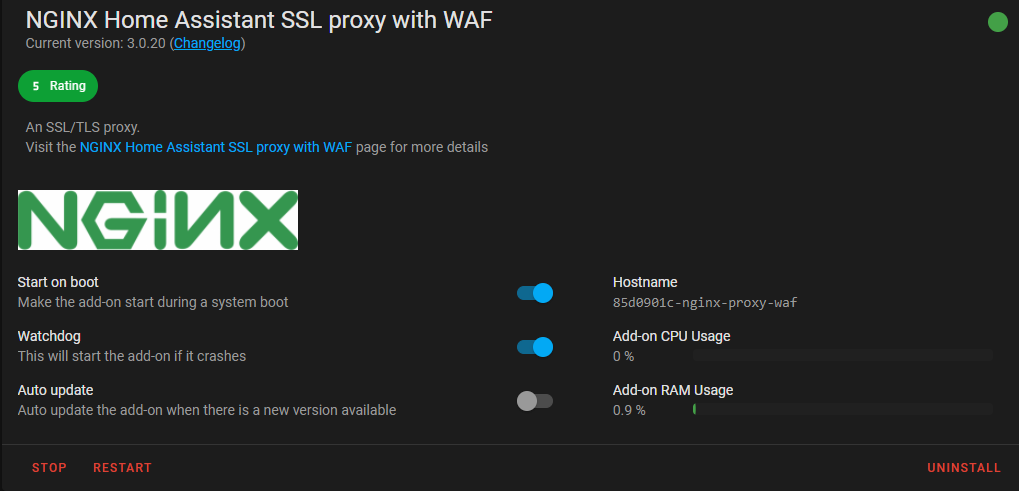 NGINX Home Assistant SSL proxy with WAF
Current version: 3.0.20 (Changelog)
5 Rating
An SSL/TLS proxy.
Visit the NGINX Home Assistant SSL proxy with WAF page for more details
NGINX
Start on boot
Make the add-on start during a system boot
Hostname
85d0901c-nginx-proxy-waf
Watchdog
This will start the add-on if it crashes
Add-on CPU Usage
0 %
Auto update
Auto update the add-on when there is a new version available
Add-on RAM Usage
0.9 %
STOP RESTART UNINSTALL